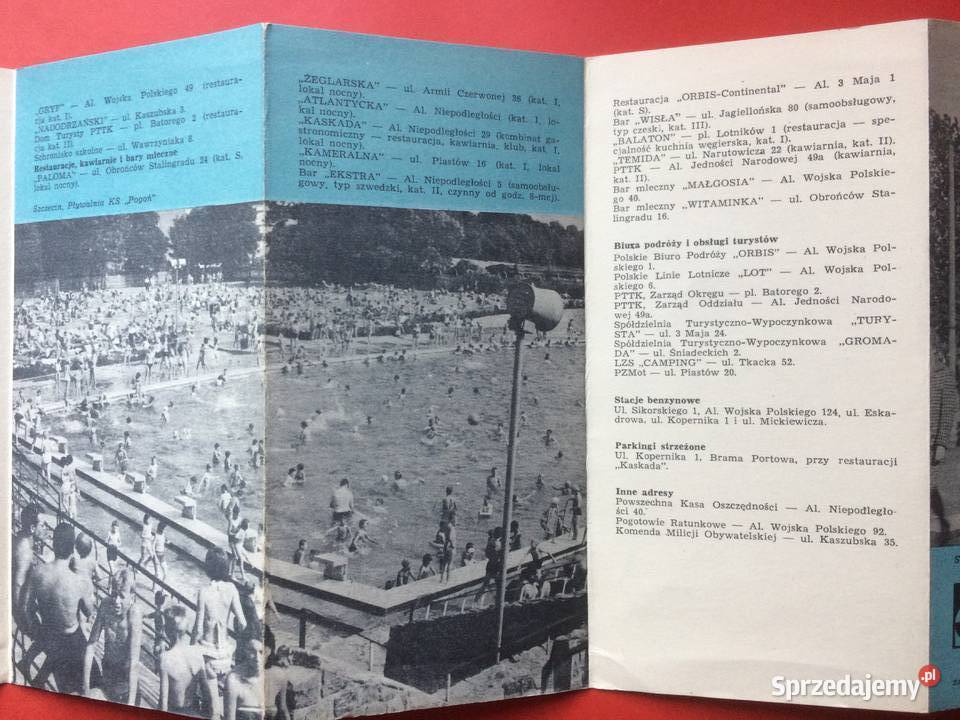 „GRYF” — Al. Wojska Polskiego 49 (restaura-
cja kat. I).
„NADODRZAŃSKI” — ul. Kaszubska 3.
Dom Turysty PTTK — pl. Batorego 2 (restaura-
cja kat. III).
Schronisko szkolne — ul. Wawrzyniaka 8.
Restauracje, kawiarnie i bary mleczne
„PALOMA” — ul. Obrońców Stalingradu 24 (kat. S,
lokal nocny).
Szczecin, Pływalnia KS „Pogoń”
„ŻEGLARSKA” — ul. Armii Czerwonej 36 (kat. I,
lokal nocny).
„ATLANTYCKA” — Al. Niepodległości (kat. I, lo-
kal nocny).
„KASKADA” — Al. Niepodległości 29 (kombinat ga-
stronomiczny — restauracja, kawiarnia, klub, kat I,
lokal nocny).
„KAMERALNA” — ul. Piastów 16 (kat. I, lokal
nocny).
Bar „EKSTRA” — Al. Niepodległości 5 (samoobsłu-
gowy, typ szwedzki, kat. II, czynny od godz. 8-mej).
Restauracja „ORBIS-Continental” — Al. 3 Maja 1
(kat. S).
Bar „WISŁA” — ul. Jagiellońska 80 (samoobsługowy,
typ czeski, kat. III).
„BALATON” — pl. Lotników 1 (restauracja — spe-
cjalność kuchnia węgierska, kat. I).
„TEMIDA” — ul. Narutowicza 22 (kawiarnia, kat. II).
PTTK — Al. Jedności Narodowej 49a (kawiarnia,
kat. II).
Bar mleczny „MAŁGOSIA” — Al. Wojska Polskie-
go 40.
Bar mleczny „WITAMINKA” — ul. Obrońców Sta-
lingradu 16.
Biura podróży i obsługi turystów
Polskie Biuro Podróży „ORBIS” — Al. Wojska Pol-
skiego 1.
Polskie Linie Lotnicze „LOT” — Al. Wojska Pol-
skiego 6.
PTTK, Zarząd Okręgu — pl. Batorego 2.
PTTK, Zarząd Oddziału — Al. Jedności Narodo-
wej 49a.
Spółdzielnia Turystyczno-Wypoczynkowa „TURY-
STA” — ul. 3 Maja 24.
Spółdzielnia Turystyczno-Wypoczynkowa „GROMA-
DA” — ul. Śniadeckich 2.
LZS „CAMPING” — ul. Tkacka 52.
PZMot — ul. Piastów 20.
Stacje benzynowe
Ul. Sikorskiego 1, Al. Wojska Polskiego 124, ul. Eska-
drowa, ul. Kopernika 1 i ul. Mickiewicza.
Parkingi strzeżone
Ul. Kopernika 1, Brama Portowa, przy restauracji
„Kaskada”.
Inne adresy
Powszechna Kasa Oszczędności — Al. Niepodległo-
ści 40.
Pogotowie Ratunkowe — Al. Wojska Polskiego 92.
Komenda Milicji Obywatelskiej — ul. Kaszubska 35.
Sprzedajemy.pl